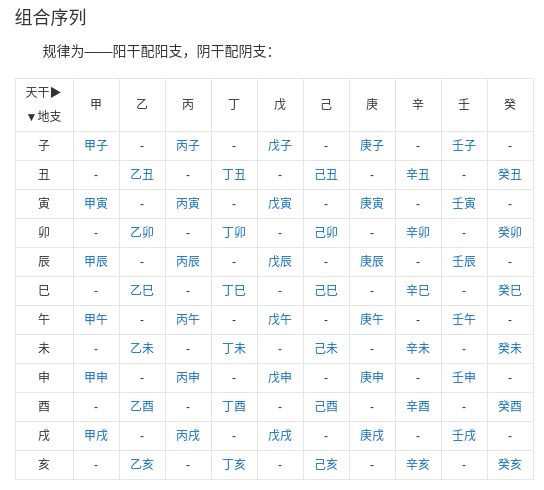 组合序列
规律为——阳干配阳支，阴干配阴支：
天干▶ 甲 乙 丙 丁 戊 己 庚 辛 壬 癸
▼地支
子 甲子 - 丙子 - 戊子 - 庚子 - 壬子 -
丑 - 乙丑 - 丁丑 - 己丑 - 辛丑 - 癸丑
寅 甲寅 - 丙寅 - 戊寅 - 庚寅 - 壬寅 -
卯 - 乙卯 - 丁卯 - 己卯 - 辛卯 - 癸卯
辰 甲辰 - 丙辰 - 戊辰 - 庚辰 - 壬辰 -
巳 - 乙巳 - 丁巳 - 己巳 - 辛巳 - 癸巳
午 甲午 - 丙午 - 戊午 - 庚午 - 壬午 -
未 - 乙未 - 丁未 - 己未 - 辛未 - 癸未
申 甲申 - 丙申 - 戊申 - 庚申 - 壬申 -
酉 - 乙酉 - 丁酉 - 己酉 - 辛酉 - 癸酉
戌 甲戌 - 丙戌 - 戊戌 - 庚戌 - 壬戌 -
亥 - 乙亥 - 丁亥 - 己亥 - 辛亥 - 癸亥